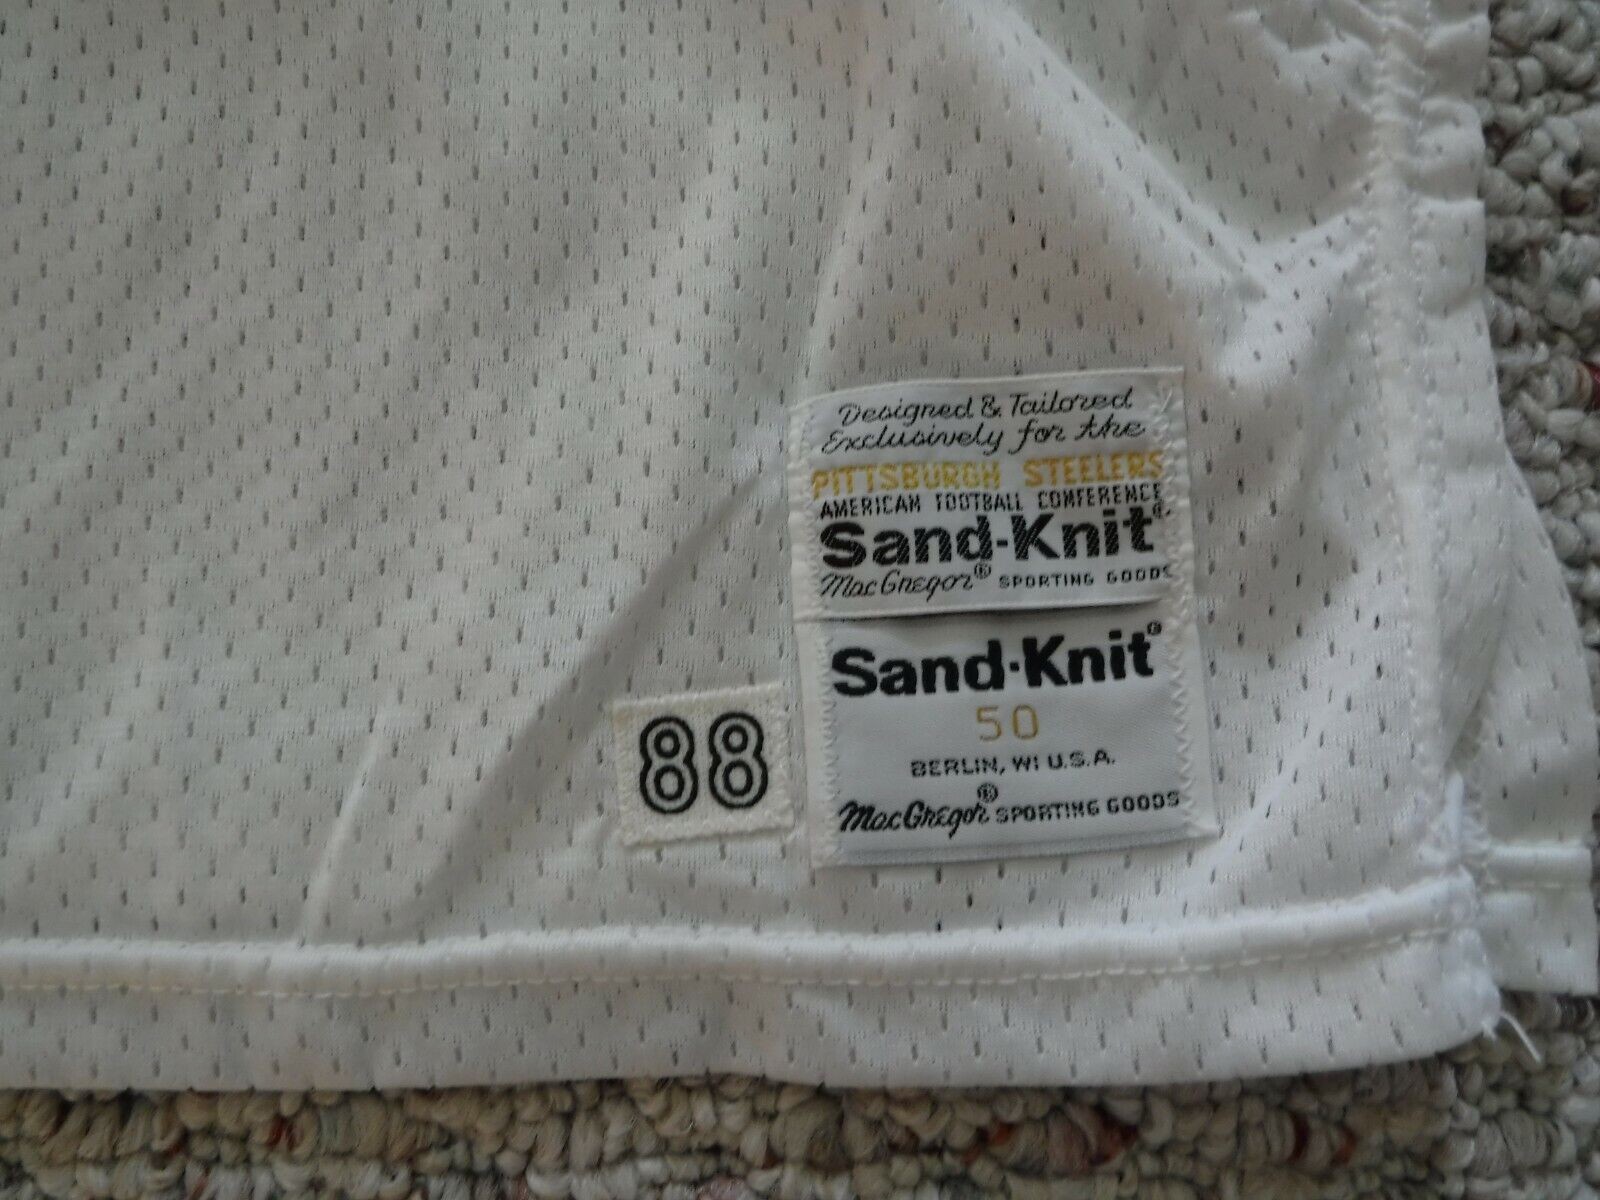 Designed & Tailored
Exclusively for the
PITTSBURGH STEELERS
AMERICAN FOOTBALL CONFERENCE
Sand-Knit®
MacGregor® SPORTING GOODS
Sand-Knit®
50
BERLIN, WI U.S.A.
MacGregor® SPORTING GOODS
88